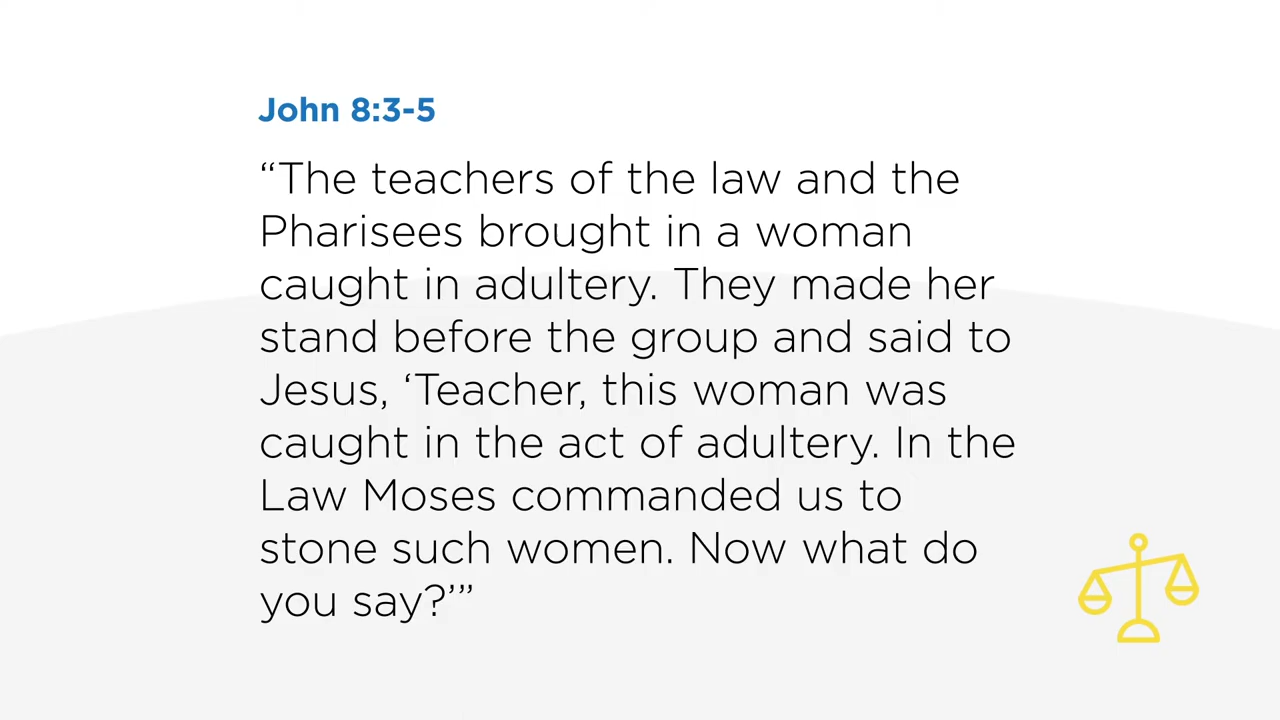 John 8:3-5
“The teachers of the law and the
Pharisees brought in a woman
caught in adultery. They made her
stand before the group and said to
Jesus, ‘Teacher, this woman was
caught in the act of adultery. In the
Law Moses commanded us to
stone such women. Now what do
you say?’”